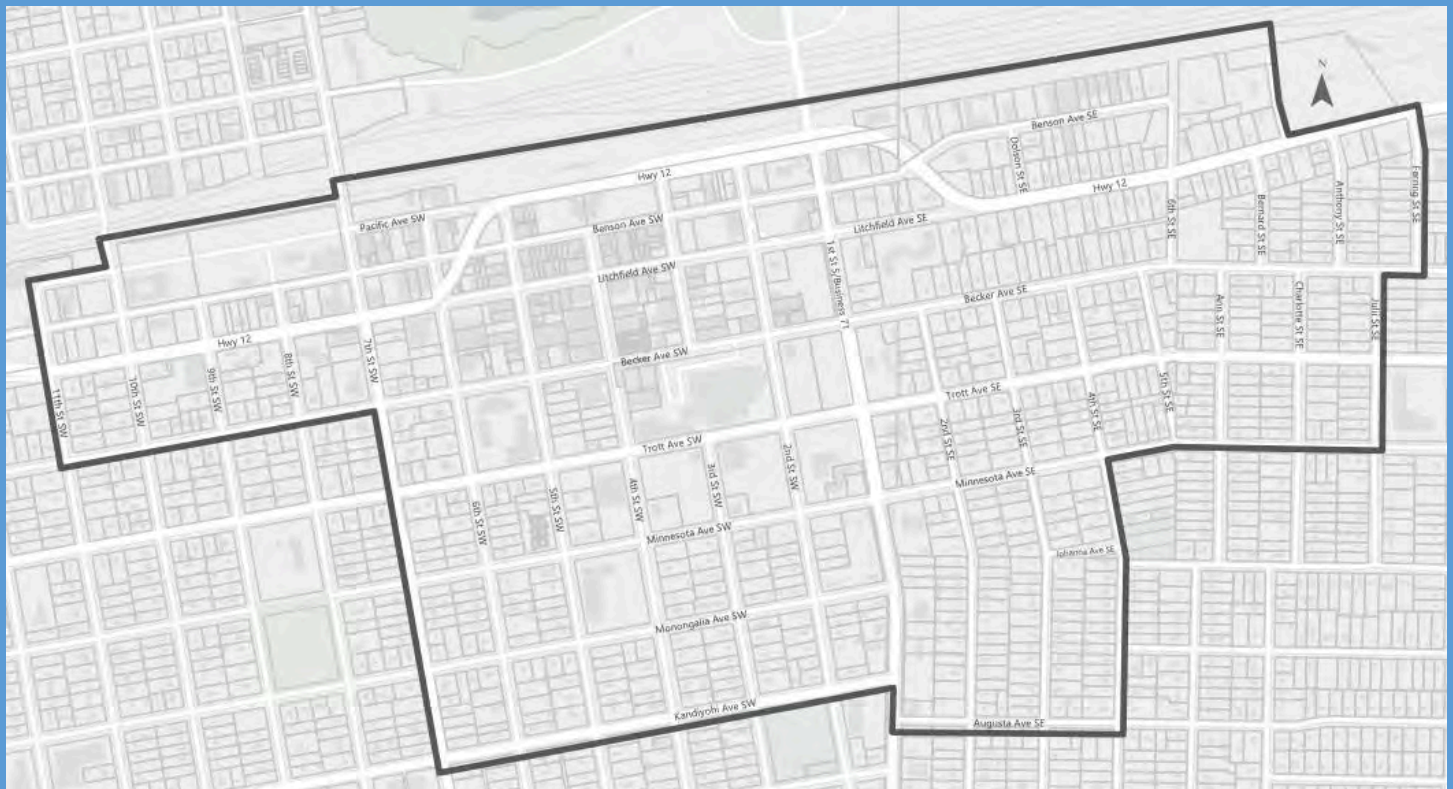 N
Benson Ave SE
Dolson St SE
Hwy 12
Hwy 12
Pacific Ave SW
Benson Ave SW
Litchfield Ave SE
6th St SE
Bernard St SE
Anthony St SE
Ferring St SE
Litchfield Ave SW
1st St S/Business 71
Becker Ave SE
Ann St SE
Charlotte St SE
Julii St SE
Hwy 12
7th St SW
8th St SW
9th St SW
10th St SW
11th St SW
Becker Ave SW
Trott Ave SE
5th St SE
4th St SE
3rd St SE
2nd St SE
Trott Ave SW
2nd St SW
3rd St SW
4th St SW
5th St SW
6th St SW
Minnesota Ave SE
Minnesota Ave SW
Johanna Ave SE
Monongalia Ave SW
Kandiyohi Ave SW
Augusta Ave SE